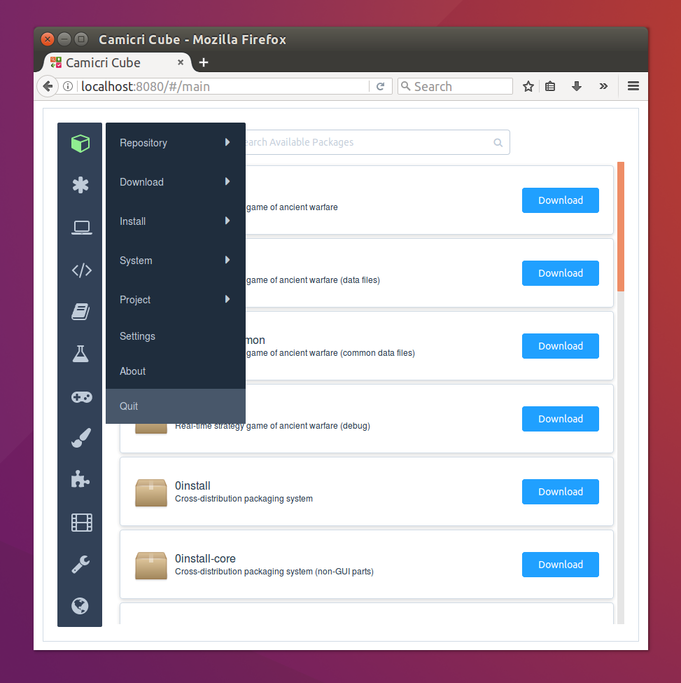 Camicri Cube - Mozilla Firefox
Camicri Cube
localhost:8080/#/main
Search
Repository
earch Available Packages
Download
game of ancient warfare
Download
Install
System
game of ancient warfare (data files)
Download
Project
Settings
mon
game of ancient warfare (common data files)
Download
About
Quit
Real-time strategy game of ancient warfare (debug)
Download
0install
Cross-distribution packaging system
Download
0install-core
Cross-distribution packaging system (non-GUI parts)
Download